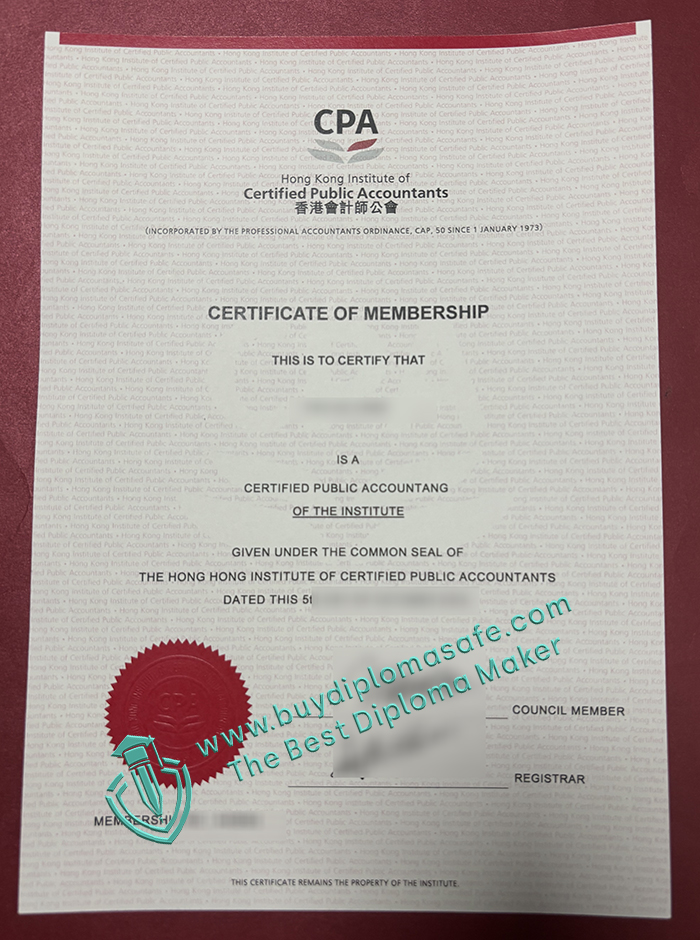 CPA
Hong Kong Institute of
Certified Public Accountants
香港會計師公會
(INCORPORATED BY THE PROFESSIONAL ACCOUNTANTS ORDINANCE, CAP, 50 SINCE 1 JANUARY 1973)
CERTIFICATE OF MEMBERSHIP
THIS IS TO CERTIFY THAT
IS A
CERTIFIED PUBLIC ACCOUNTANG
OF THE INSTITUTE
GIVEN UNDER THE COMMON SEAL OF
THE HONG HONG INSTITUTE OF CERTIFIED PUBLIC ACCOUNTANTS
DATED THIS
CPA
www.buydiplomasafe.com
The Best Diploma Maker
COUNCIL MEMBER
REGISTRAR
THIS CERTIFICATE REMAINS THE PROPERTY OF THE INSTITUTE.